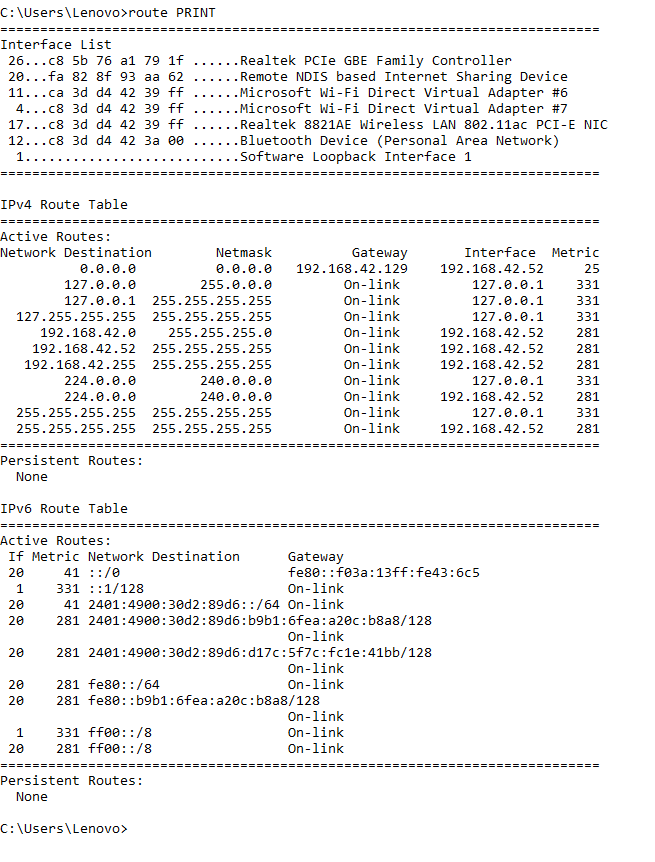 C:\Users\Lenovo>route PRINT
===========================================================================
Interface List
 26...c8 5b 76 a1 79 1f ......Realtek PCIe GBE Family Controller
 20...fa 82 8f 93 aa 62 ......Remote NDIS based Internet Sharing Device
 11...ca 3d d4 42 39 ff ......Microsoft Wi-Fi Direct Virtual Adapter #6
  4...c8 3d d4 42 39 ff ......Microsoft Wi-Fi Direct Virtual Adapter #7
 17...c8 3d d4 42 39 ff ......Realtek 8821AE Wireless LAN 802.11ac PCI-E NIC
 12...c8 3d d4 42 3a 00 ......Bluetooth Device (Personal Area Network)
  1...........................Software Loopback Interface 1
===========================================================================

IPv4 Route Table
===========================================================================
Active Routes:
Network Destination        Netmask          Gateway       Interface  Metric
          0.0.0.0          0.0.0.0   192.168.42.129    192.168.42.52     25
        127.0.0.0        255.0.0.0         On-link         127.0.0.1    331
        127.0.0.1  255.255.255.255         On-link         127.0.0.1    331
  127.255.255.255  255.255.255.255         On-link         127.0.0.1    331
     192.168.42.0    255.255.255.0         On-link     192.168.42.52    281
    192.168.42.52  255.255.255.255         On-link     192.168.42.52    281
   192.168.42.255  255.255.255.255         On-link     192.168.42.52    281
        224.0.0.0        240.0.0.0         On-link         127.0.0.1    331
        224.0.0.0        240.0.0.0         On-link     192.168.42.52    281
  255.255.255.255  255.255.255.255         On-link         127.0.0.1    331
  255.255.255.255  255.255.255.255         On-link     192.168.42.52    281
===========================================================================
Persistent Routes:
  None

IPv6 Route Table
===========================================================================
Active Routes:
 If Metric Network Destination      Gateway
 20     41 ::/0                     fe80::f03a:13ff:fe43:6c5
  1    331 ::1/128                  On-link
 20     41 2401:4900:30d2:89d6::/64 On-link
 20    281 2401:4900:30d2:89d6:b9b1:6fea:a20c:b8a8/128
                                    On-link
 20    281 2401:4900:30d2:89d6:d17c:5f7c:fc1e:41bb/128
                                    On-link
 20    281 fe80::/64                On-link
 20    281 fe80::b9b1:6fea:a20c:b8a8/128
                                    On-link
  1    331 ff00::/8                 On-link
 20    281 ff00::/8                 On-link
===========================================================================
Persistent Routes:
  None

C:\Users\Lenovo>